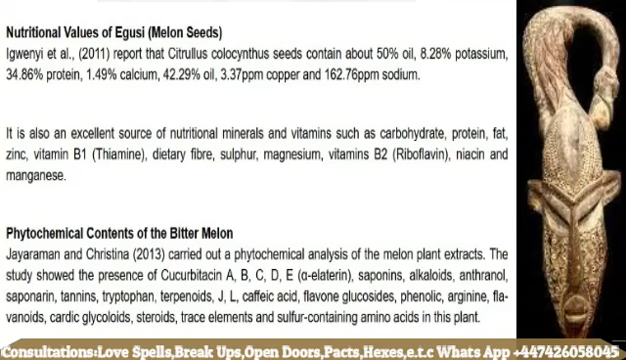 Nutritional Values of Egusi (Melon Seeds)
Igwenyi et al., (2011) report that Citrullus colocynthus seeds contain about 50% oil, 8.28% potassium,
34.86% protein, 1.49% calcium, 42.29% oil, 3.37ppm copper and 162.76ppm sodium.
It is also an excellent source of nutritional minerals and vitamins such as carbohydrate, protein, fat,
zinc, vitamin B1 (Thiamine), dietary fibre, sulphur, magnesium, vitamins B2 (Riboflavin), niacin and
manganese.
Phytochemical Contents of the Bitter Melon
Jayaraman and Christina (2013) carried out a phytochemical analysis of the melon plant extracts. The
study showed the presence of Cucurbitacin A, B, C, D, E (α-elaterin), saponins, alkaloids, anthranol,
saponarin, tannins, tryptophan, terpenoids, J, L, caffeic acid, flavone glucosides, phenolic, arginine, fla-
vanoids, cardic glycoloids, steroids, trace elements and sulfur-containing amino acids in this plant.
Consultations:Love Spells,Break Ups,Open Doors,Pacts,Hexes,e.t.c Whats App +447426058045